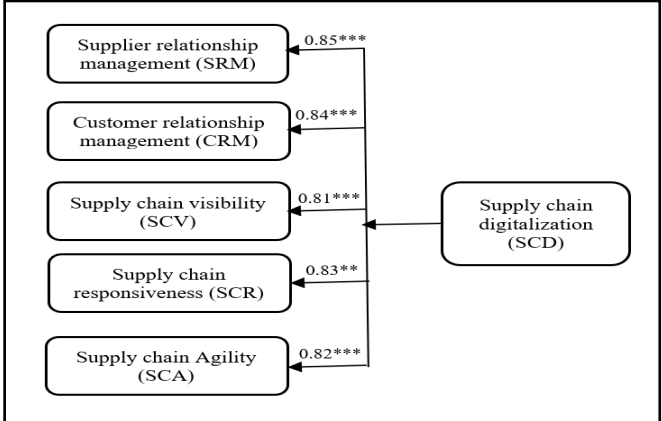 Supplier relationship
management (SRM)
0.85***
Customer relationship
management (CRM)
0.84***
Supply chain visibility
(SCV)
0.81***
Supply chain
digitalization
(SCD)
Supply chain
responsiveness (SCR)
0.83**
Supply chain Agility
(SCA)
0.82***